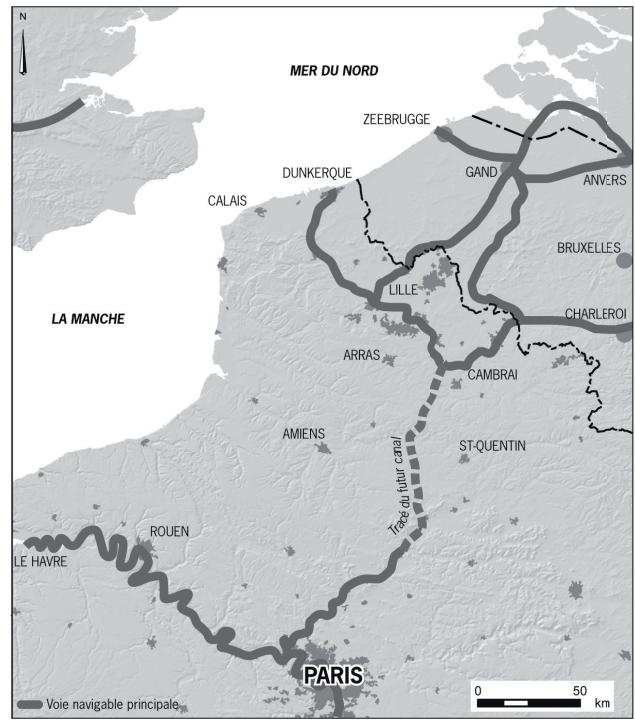 N
MER DU NORD
ZEEBRUGGE
DUNKERQUE
GAND
ANVERS
CALAIS
BRUXELLES
LILLE
LA MANCHE
CHARLEROI
ARRAS
CAMBRAI
AMIENS
ST-QUENTIN
Tracé du futur canal
ROUEN
LE HAVRE
PARIS
0 50
km
Voie navigable principale